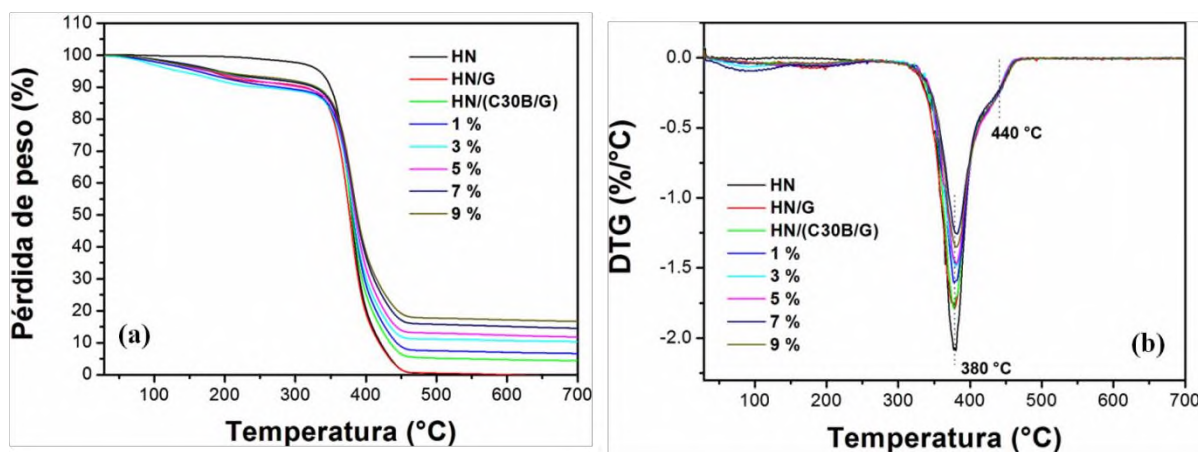 Pérdida de peso (%)
110
100
90
80
70
60
50
40
30
20
10
0
HN
HN/G
HN/(C30B/G)
1 %
3 %
5 %
7 %
9 %
(a)
100 200 300 400 500 600 700
Temperatura (°C)
DTG (%/°C)
0.0
-0.5
-1.0
-1.5
-2.0
440 °C
HN
HN/G
HN/(C30B/G)
1 %
3 %
5 %
7 %
9 %
380 °C
(b)
100 200 300 400 500 600 700
Temperatura (°C)